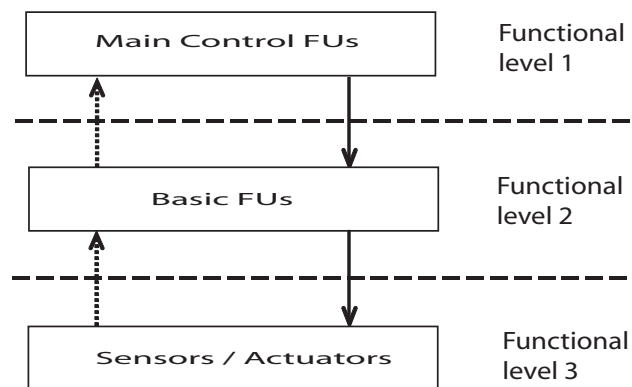 Main Control FUs
Functional
level 1
Basic FUs
Functional
level 2
Sensors / Actuators
Functional
level 3